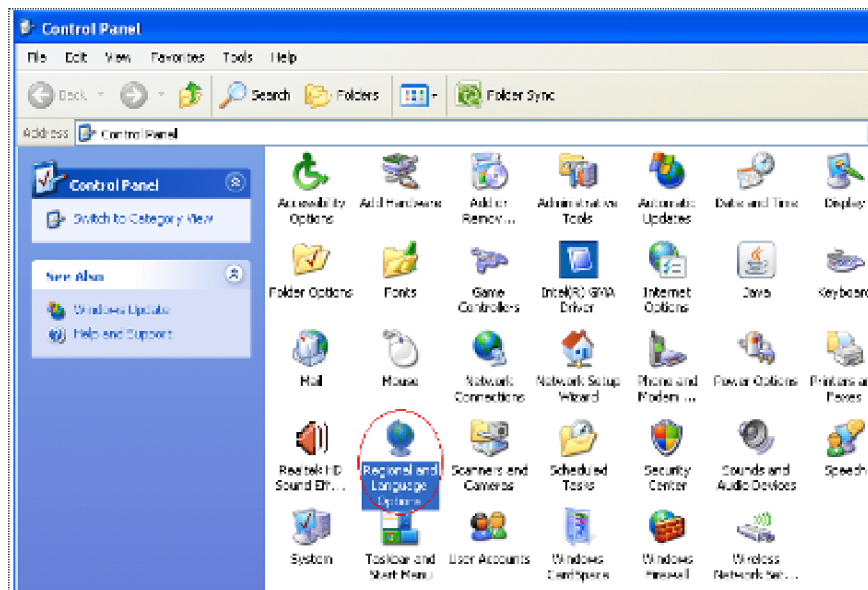 Control Panel
File Edit View Favorites Tools Help
Back Search Folders Folder Sync
Address Control Panel
Control Panel
Switch to Category View
See Also
Windows Update
Help and Support
Accessibility Options
Add Hardware
Add or Remov...
Administrative Tools
Automatic Updates
Date and Time
Display
Folder Options
Fonts
Game Controllers
Intel(R) GMA Driver
Internet Options
Java
Keyboard
Mail
Mouse
Network Connections
Network Setup Wizard
Phone and Modem ...
Power Options
Printers an
Faxes
Realtek HD Sound Eff...
Regional and Language Options
Scanners and Cameras
Scheduled Tasks
Security Center
Sounds and Audio Devices
Speech
System
Taskbar and Start Menu
User Accounts
Windows CardSpace
Windows Firewall
Wireless Network Set...